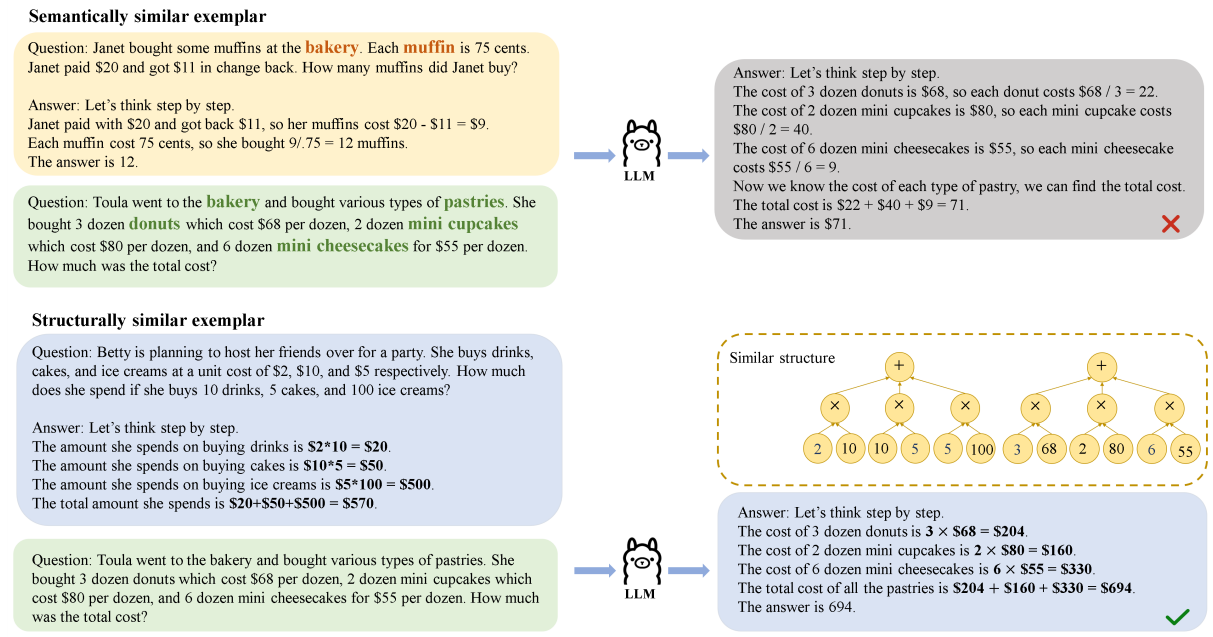 Semantically similar exemplar
Question: Janet bought some muffins at the bakery. Each muffin is 75 cents.
Janet paid $20 and got $11 in change back. How many muffins did Janet buy?
Answer: Let's think step by step.
Janet paid with $20 and got back $11, so her muffins cost $20 - $11 = $9.
Each muffin cost 75 cents, so she bought 9/.75 = 12 muffins.
The answer is 12.
Question: Toula went to the bakery and bought various types of pastries. She
bought 3 dozen donuts which cost $68 per dozen, 2 dozen mini cupcakes
which cost $80 per dozen, and 6 dozen mini cheesecakes for $55 per dozen.
How much was the total cost?
LLM
Answer: Let's think step by step.
The cost of 3 dozen donuts is $68, so each donut costs $68 / 3 = 22.
The cost of 2 dozen mini cupcakes is $80, so each mini cupcake costs
$80 / 2 = 40.
The cost of 6 dozen mini cheesecakes is $55, so each mini cheesecake
costs $55 / 6 = 9.
Now we know the cost of each type of pastry, we can find the total cost.
The total cost is $22 + $40 + $9 = 71.
The answer is $71.
Structurally similar exemplar
Question: Betty is planning to host her friends over for a party. She buys drinks,
cakes, and ice creams at a unit cost of $2, $10, and $5 respectively. How much
does she spend if she buys 10 drinks, 5 cakes, and 100 ice creams?
Answer: Let's think step by step.
The amount she spends on buying drinks is $2*10 = $20.
The amount she spends on buying cakes is $10*5 = $50.
The amount she spends on buying ice creams is $5*100 = $500.
The total amount she spends is $20+$50+$500 = $570.
Question: Toula went to the bakery and bought various types of pastries. She
bought 3 dozen donuts which cost $68 per dozen, 2 dozen mini cupcakes which
cost $80 per dozen, and 6 dozen mini cheesecakes for $55 per dozen. How much
was the total cost?
LLM
Similar structure
+ +
× × × × × ×
2 10 10 5 5 100 3 68 2 80 6 55
Answer: Let's think step by step.
The cost of 3 dozen donuts is 3 × $68 = $204.
The cost of 2 dozen mini cupcakes is 2 × $80 = $160.
The cost of 6 dozen mini cheesecakes is 6 × $55 = $330.
The total cost of all the pastries is $204 + $160 + $330 = $694.
The answer is 694.